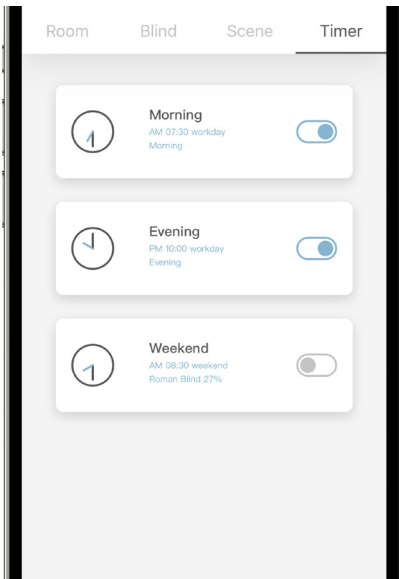 Room Blind Scene Timer
Morning
AM 07:30 workday
Morning
Evening
PM 10:00 workday
Evening
Weekend
AM 08:30 weekend
Roman Blind 27%